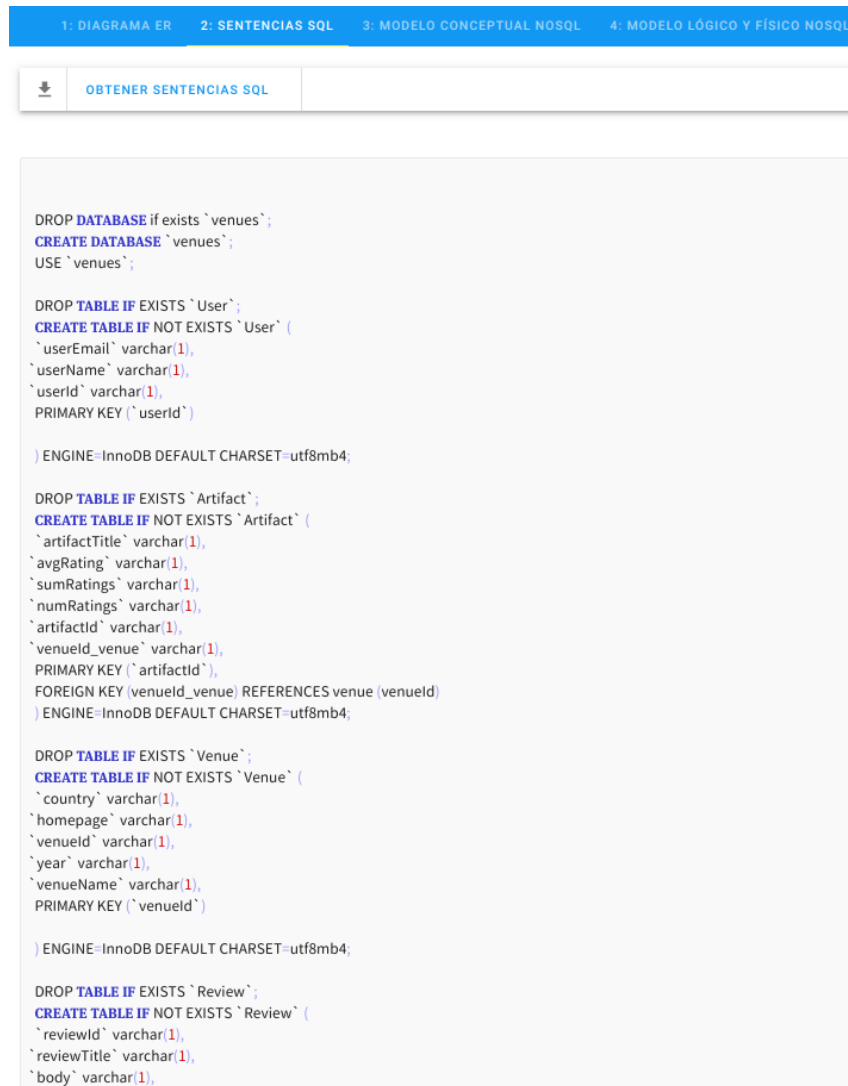 1: DIAGRAMA ER 2: SENTENCIAS SQL 3: MODELO CONCEPTUAL NOSQL 4: MODELO LÓGICO Y FÍSICO NOSQL
OBTENER SENTENCIAS SQL
DROP DATABASE if exists `venues`;
CREATE DATABASE `venues`;
USE `venues`;
DROP TABLE IF EXISTS `User`;
CREATE TABLE IF NOT EXISTS `User` (
`userEmail` varchar(1),
`userName` varchar(1),
`userId` varchar(1),
PRIMARY KEY (`userId`)
) ENGINE=InnoDB DEFAULT CHARSET=utf8mb4;
DROP TABLE IF EXISTS `Artifact`;
CREATE TABLE IF NOT EXISTS `Artifact` (
`artifactTitle` varchar(1),
`avgRating` varchar(1),
`sumRatings` varchar(1),
`numRatings` varchar(1),
`artifactId` varchar(1),
`venueId_venue` varchar(1),
PRIMARY KEY (`artifactId`),
FOREIGN KEY (venueId_venue) REFERENCES venue (venueId)
) ENGINE=InnoDB DEFAULT CHARSET=utf8mb4;
DROP TABLE IF EXISTS `Venue`;
CREATE TABLE IF NOT EXISTS `Venue` (
`country` varchar(1),
`homepage` varchar(1),
`venueId` varchar(1),
`year` varchar(1),
`venueName` varchar(1),
PRIMARY KEY (`venueId`)
) ENGINE=InnoDB DEFAULT CHARSET=utf8mb4;
DROP TABLE IF EXISTS `Review`;
CREATE TABLE IF NOT EXISTS `Review` (
`reviewId` varchar(1),
`reviewTitle` varchar(1),
`body` varchar(1),